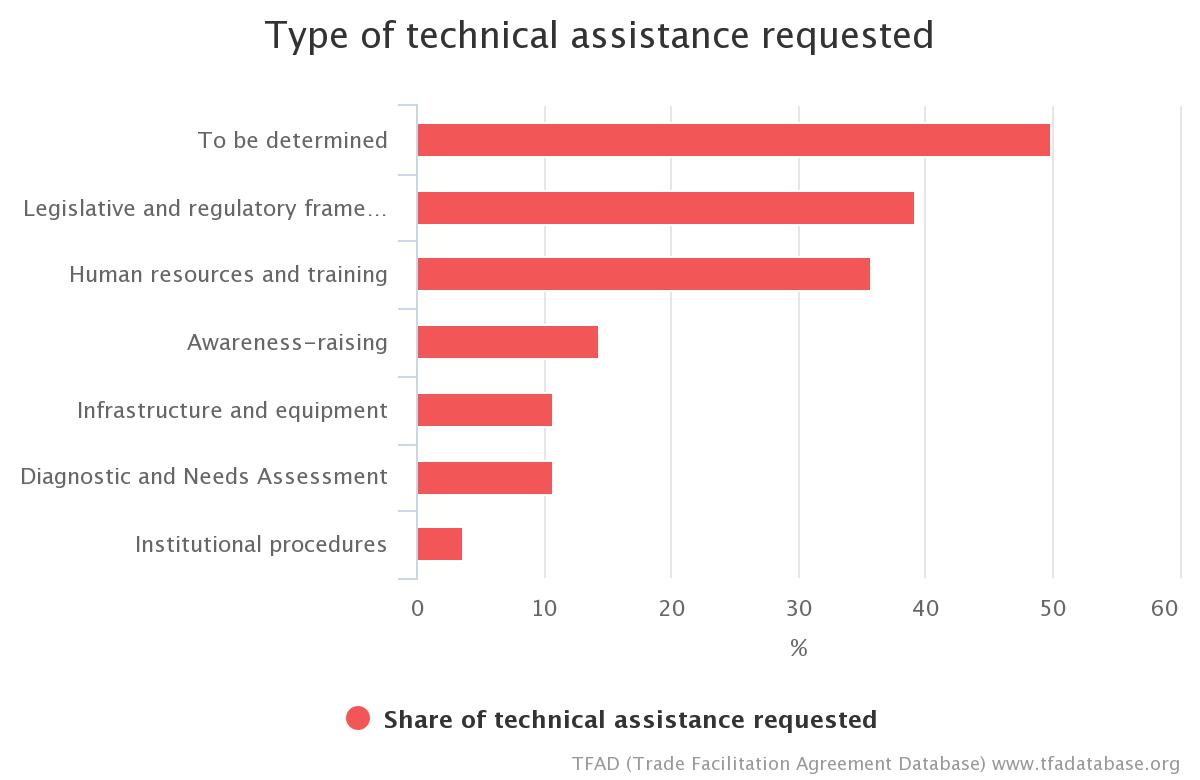 Type of technical assistance requested
To be determined
Legislative and regulatory frame…
Human resources and training
Awareness−raising
Infrastructure and equipment
Diagnostic and Needs Assessment
Institutional procedures
0 10 20 30 40 50 60
%
Share of technical assistance requested
TFAD (Trade Facilitation Agreement Database) www.tfadatabase.org